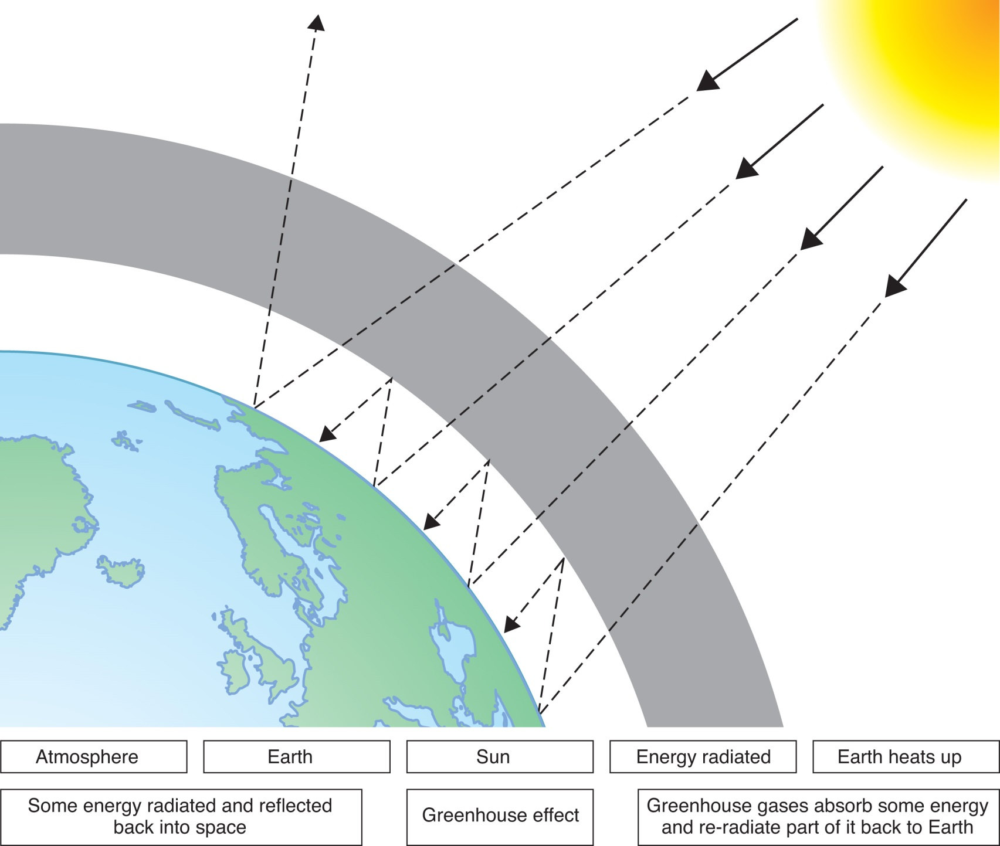 Atmosphere
Earth
Sun
Energy radiated
Earth heats up
Some energy radiated and reflected
back into space
Greenhouse effect
Greenhouse gases absorb some energy
and re-radiate part of it back to Earth